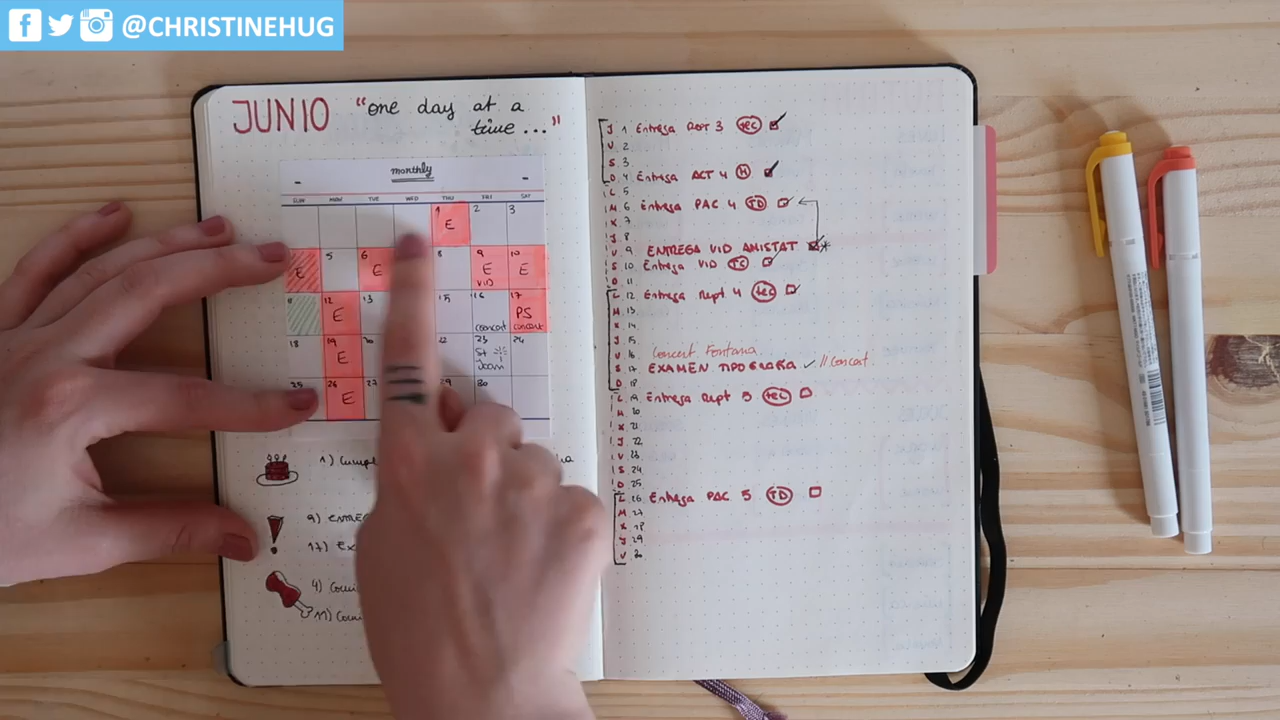 @CHRISTINEHUG
JUNIO "one day at a
time..."
monthly
SUN MON TUE WED THU FRI SAT
1 E 2 3
E 5 6 E 8 9 E VID 10 E
11 12 E 13 15 16 concert 17 PS concert
18 19 E 20 22 23 St Joan 24
25 26 E 27 29 30
1)
9)
17)
4)
11)
J 1 Entrega Rept 3 tec
V 2
S 3
D 4 Entrega ACT 4 M
L 5
M 6 Entrega PAC 4 TD
X 7
J 8
V 9 ENTREGA VID AMISTAT *
S 10 Entrega VID TC
D 11
L 12 Entrega Rept 4 tec
M 13
X 14
J 15
V 16 Concert Fontana
S 17 EXAMEN TIPOGRAFIA ✓ // Concert
D 18
L 19 Entrega Rept 5 tec
M 20
X 21
J 22
V 23
S 24
D 25
L 26 Entrega PAC 5 TD
M 27
X 28
J 29
V 30